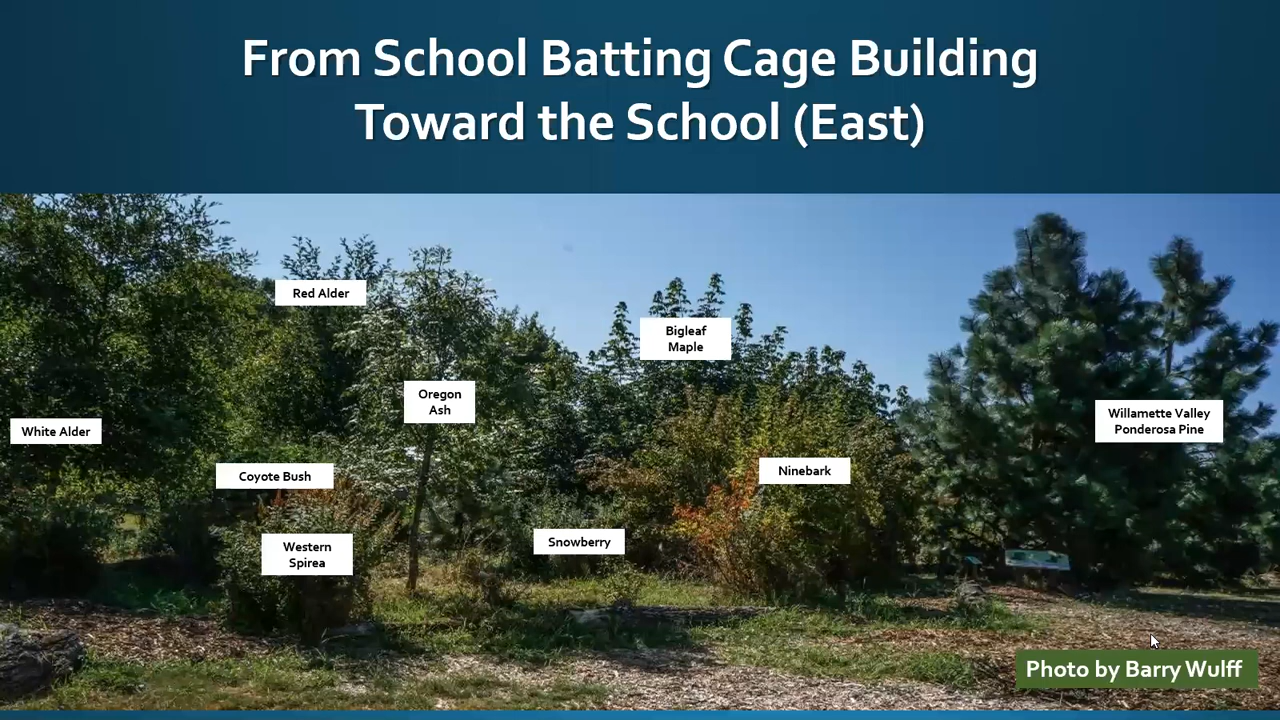 From School Batting Cage Building
Toward the School (East)
Red Alder
Bigleaf
Maple
Oregon
Ash
Willamette Valley
Ponderosa Pine
White Alder
Ninebark
Coyote Bush
Snowberry
Western
Spirea
Photo by Barry Wulff